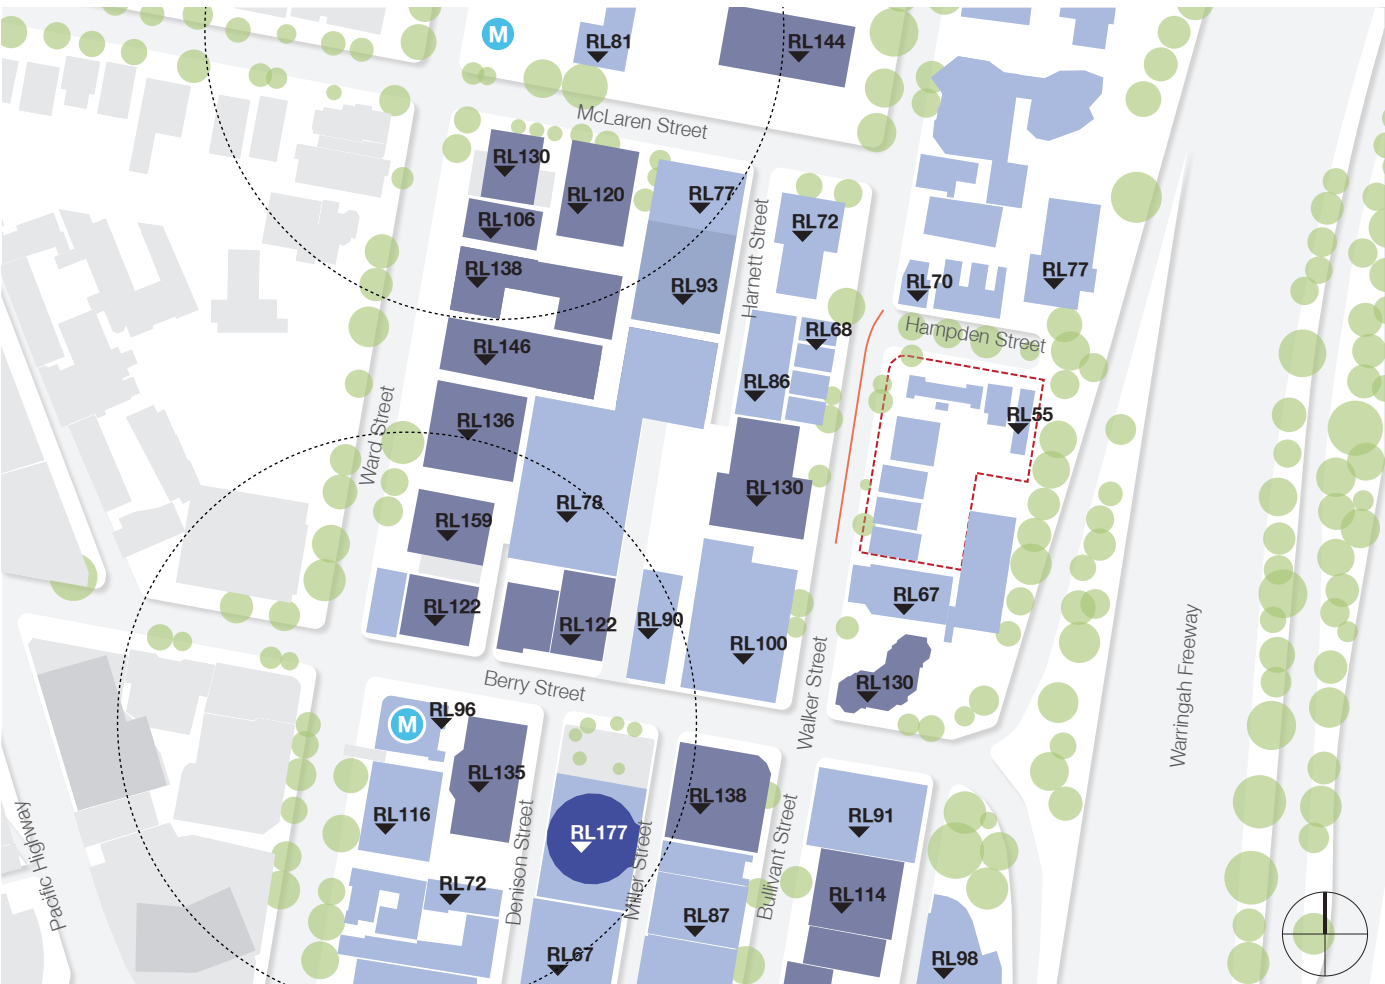 M
RL81
RL144
McLaren Street
RL130
RL120
RL77
RL106
RL72
Harnett Street
RL138
RL93
RL70
RL77
Hampden Street
RL68
RL146
RL86
RL136
RL55
Ward Street
RL78
RL130
RL159
RL122
RL122
RL90
RL100
RL67
Walker Street
RL130
Warringah Freeway
Berry Street
M
RL96
RL135
RL138
RL116
RL177
RL91
Pacific Highway
Denison Street
Miller Street
Bullivant Street
RL72
RL87
RL114
RL67
RL98